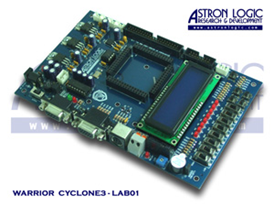 ASTRON LOGIC
RESEARCH & DEVELOPMENT
WWW.ASTRONLOGIC.COM
WARRIOR CYCLONE3 - LAB01